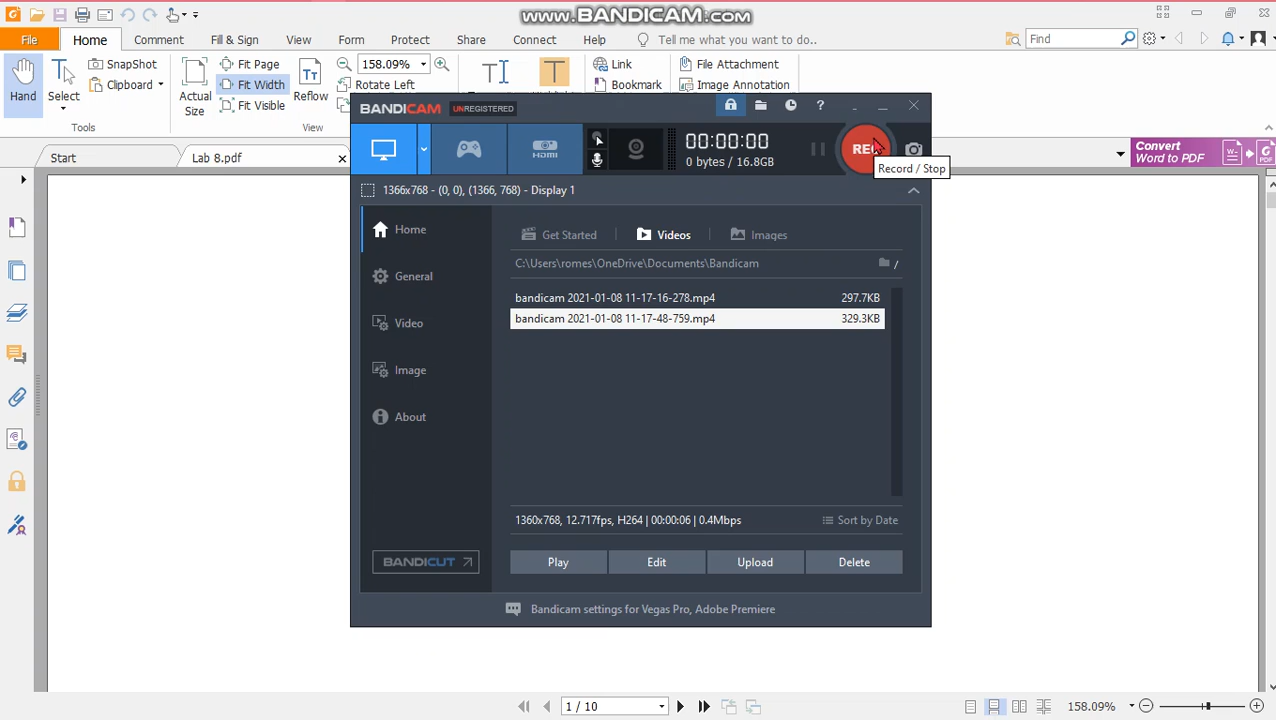 www.BANDICAM.com
File
Home
Comment
Fill & Sign
View
Form
Protect
Share
Connect
Help
Tell me what you want to do...
Find
Hand
Select
SnapShot
Clipboard
Tools
Actual Size
Fit Page
Fit Width
Fit Visible
Reflow
158.09%
Rotate Left
View
Link
Bookmark
File Attachment
Image Annotation
Start
Lab 8.pdf
Convert
Word to PDF
BANDICAM
UNREGISTERED
HDMI
00:00:00
0 bytes / 16.8GB
REC
Record / Stop
1366x768 - (0, 0), (1366, 768) - Display 1
Home
General
Video
Image
About
BANDICUT
Get Started
Videos
Images
C:\Users\romes\OneDrive\Documents\Bandicam
/
bandicam 2021-01-08 11-17-16-278.mp4 297.7KB
bandicam 2021-01-08 11-17-48-759.mp4 329.3KB
1360x768, 12.717fps, H264 | 00:00:06 | 0.4Mbps
Sort by Date
Play
Edit
Upload
Delete
Bandicam settings for Vegas Pro, Adobe Premiere
1 / 10
158.09%